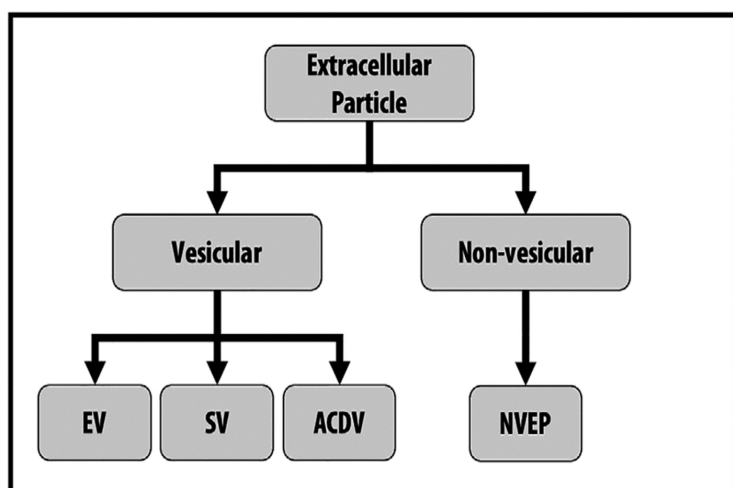 Extracellular
Particle
Vesicular
Non-vesicular
EV
SV
ACDV
NVEP